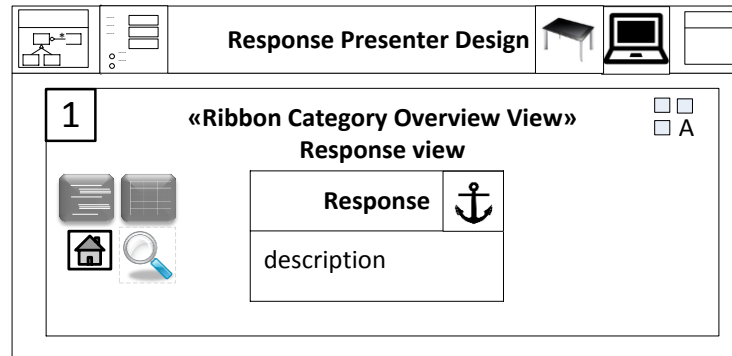 Response Presenter Design
1
«Ribbon Category Overview View»
A
Response view
Response
description